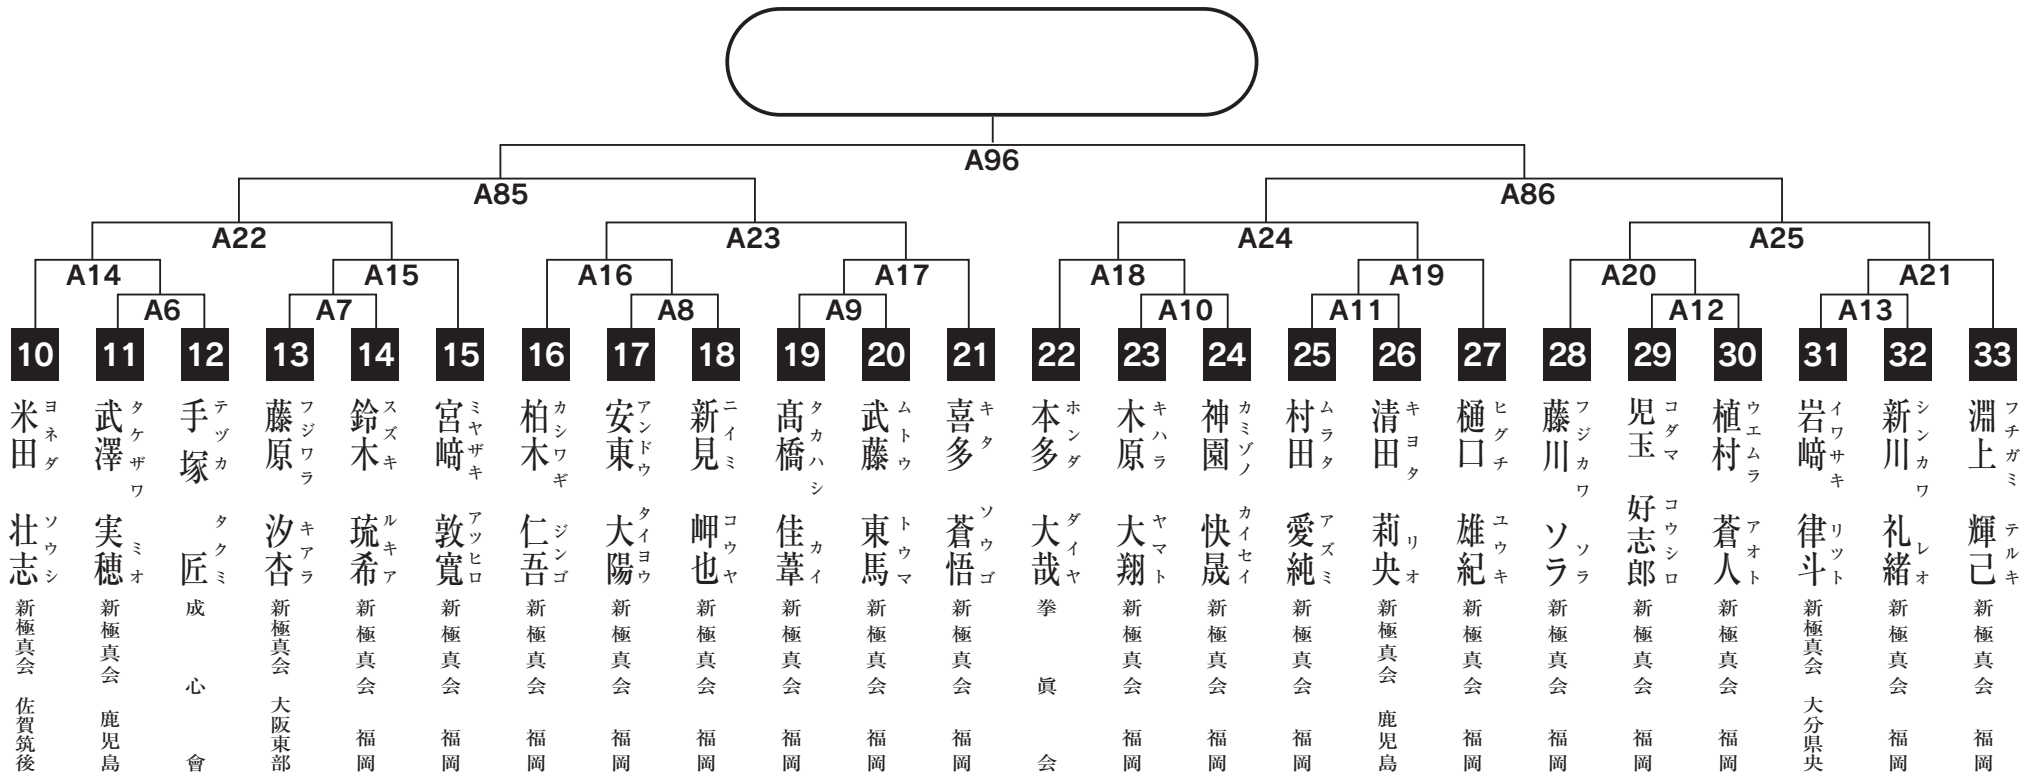 A96
A85 A86
A22 A23 A24 A25
A14 A15 A16 A17 A18 A19 A20 A21
A6 A7 A8 A9 A10 A11 A12 A13
10 11 12 13 14 15 16 17 18 19 20 21 22 23 24 25 26 27 28 29 30 31 32 33
米田 壮志 ヨネダ ソウシ 新極真会 佐賀筑後
武澤 実穂 タケザワ ミオ 新極真会 鹿児島
手塚 匠 テヅカ タクミ 成心會
藤原 汐杏 フジワラ キアラ 新極真会 大阪東部
鈴木 琉希 スズキ ルキア 新極真会 福岡
宮﨑 敦寛 ミヤザキ アツヒロ 新極真会 福岡
柏木 仁吾 カシワギ ジンゴ 新極真会 福岡
安東 大陽 アンドウ タイヨウ 新極真会 福岡
新見 岬也 ニイミ コウヤ 新極真会 福岡
髙橋 佳葦 タカハシ カイ 新極真会 福岡
武藤 東馬 ムトウ トウマ 新極真会 福岡
喜多 蒼悟 キタ ソウゴ 新極真会 福岡
本多 大哉 ホンダ ダイヤ 拳眞会
木原 大翔 キハラ ヤマト 新極真会 福岡
神園 快晟 カミゾノ カイセイ 新極真会 福岡
村田 愛純 ムラタ アズミ 新極真会 福岡
清田 莉央 キヨタ リオ 新極真会 鹿児島
樋口 雄紀 ヒグチ ユウキ 新極真会 福岡
藤川 ソラ フジカワ ソラ 新極真会 福岡
児玉 好志郎 コダマ コウシロ 新極真会 福岡
植村 蒼人 ウエムラ アオト 新極真会 福岡
岩﨑 律斗 イワサキ リツト 新極真会 大分県央
新川 礼緒 シンカワ レオ 新極真会 福岡
淵上 輝己 フチガミ テルキ 新極真会 福岡